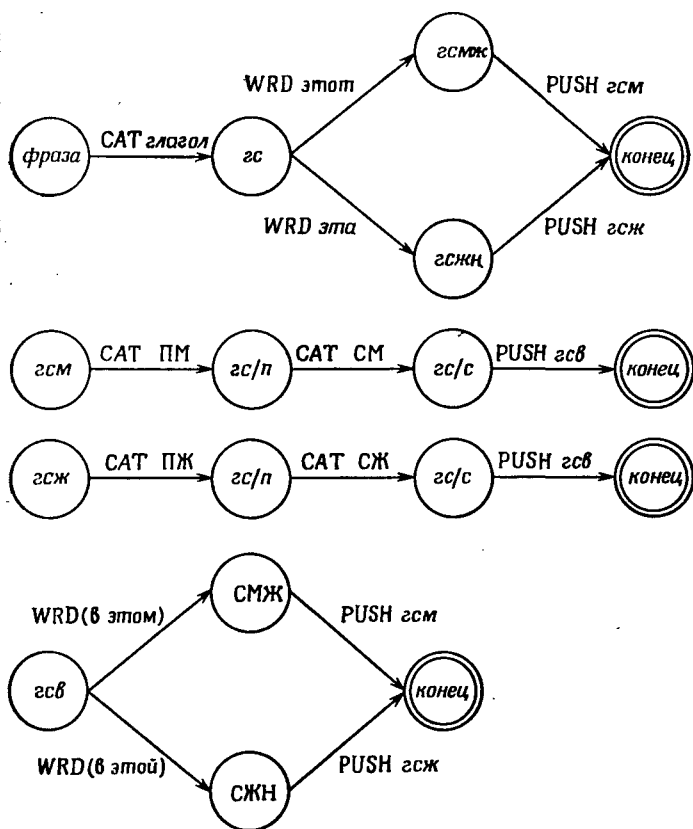 гсмж
WRD этот
PUSH гсм
фраза
CAT глагол
гс
конец
WRD эта
PUSH гсж
гсжн
гсм
CAT ПМ
гс/п
CAT СМ
гс/с
PUSH гсв
конец
гсж
CAT ПЖ
гс/п
CAT СЖ
гс/с
PUSH гсв
конец
СМЖ
WRD(в этом)
PUSH гсм
гсв
конец
WRD(в этой)
PUSH гсж
СЖН